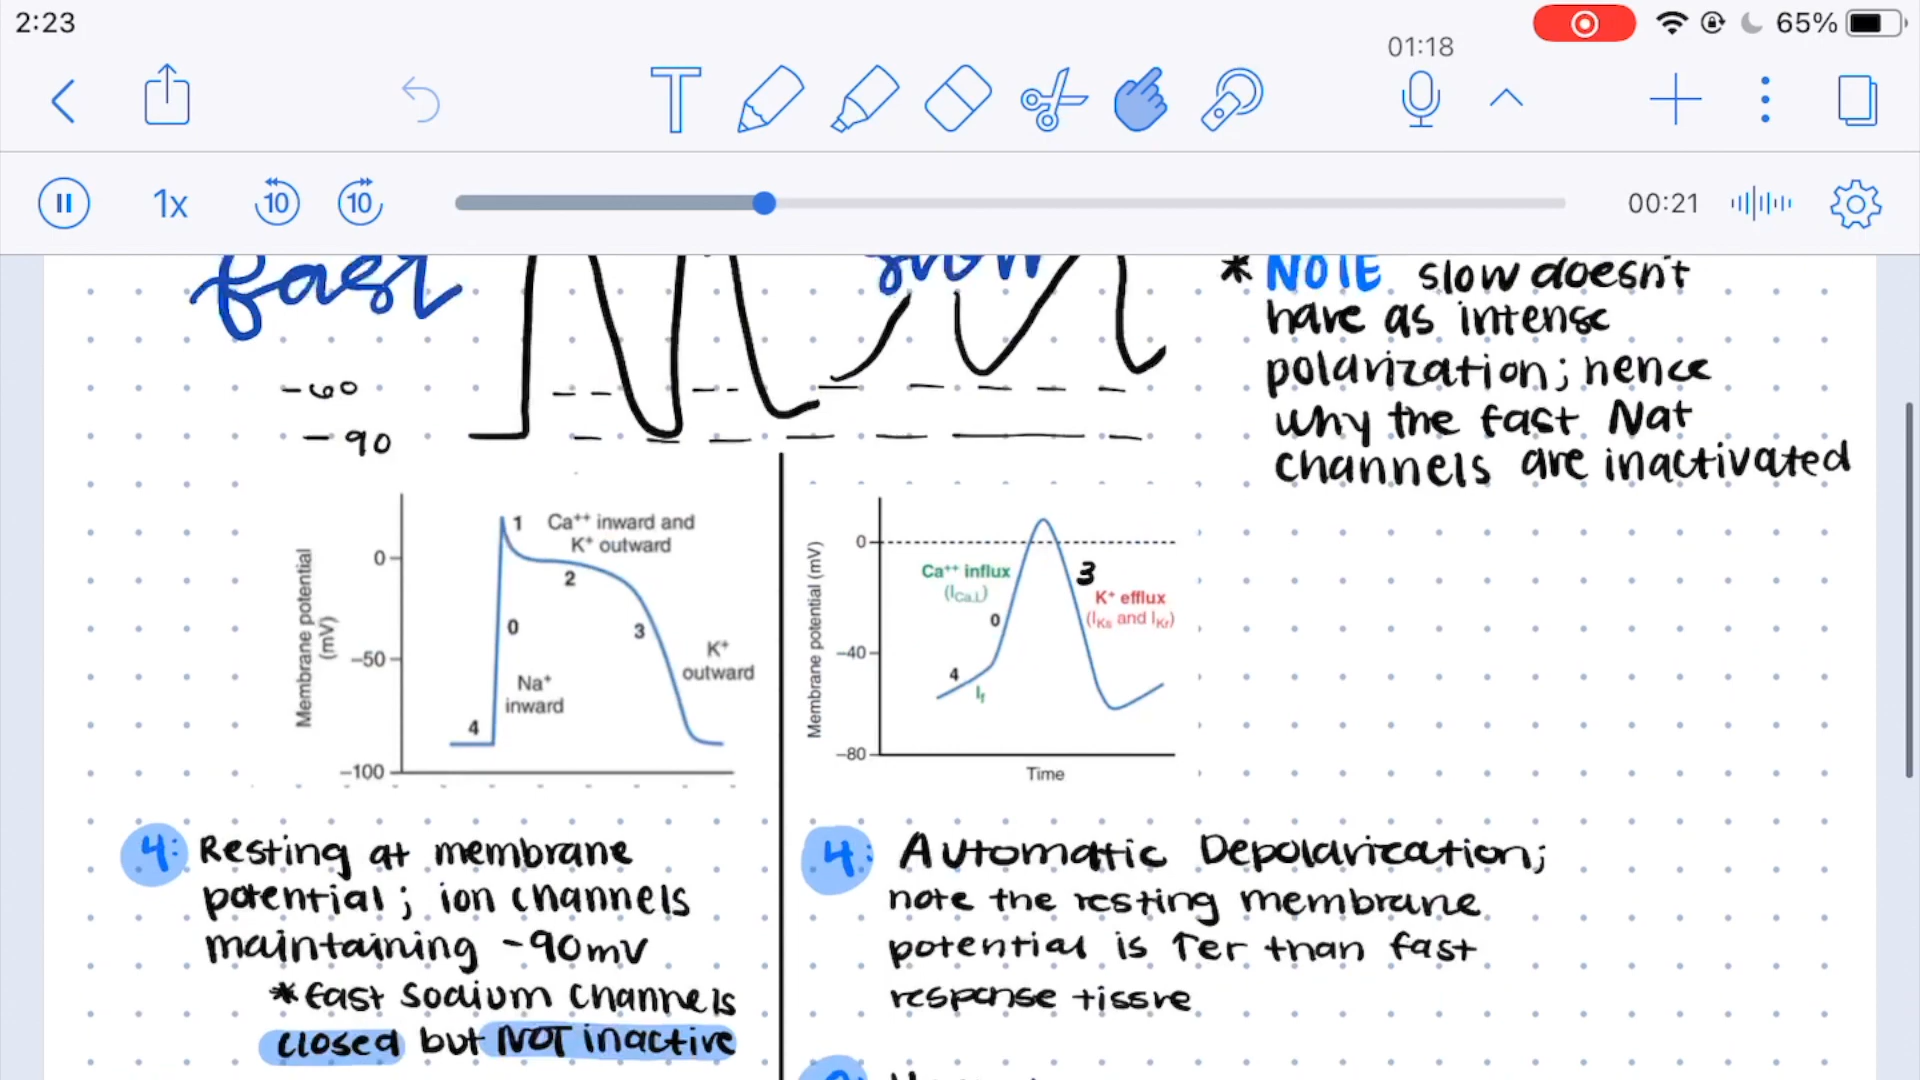 2:23
65%
01:18
T
1x
10
10
00:21
fast
slow
-60
-90
* NOTE slow doesn't
have as intense
polarization; hence
why the fast Na+
channels are inactivated
Membrane potential
(mV)
0
-50
-100
1
Ca++ inward and
K+ outward
2
0
3
K+
outward
Na+
inward
4
Membrane potential (mV)
0
-40
-80
Ca++ influx
(ICa,L)
0
3
K+ efflux
(IKs and IKr)
4
If
Time
4: Resting at membrane
potential; ion channels
maintaining -90mV
*fast sodium channels
closed but NOT inactive
4: Automatic Depolarization;
note the resting membrane
potential is ↑er than fast
response tissue